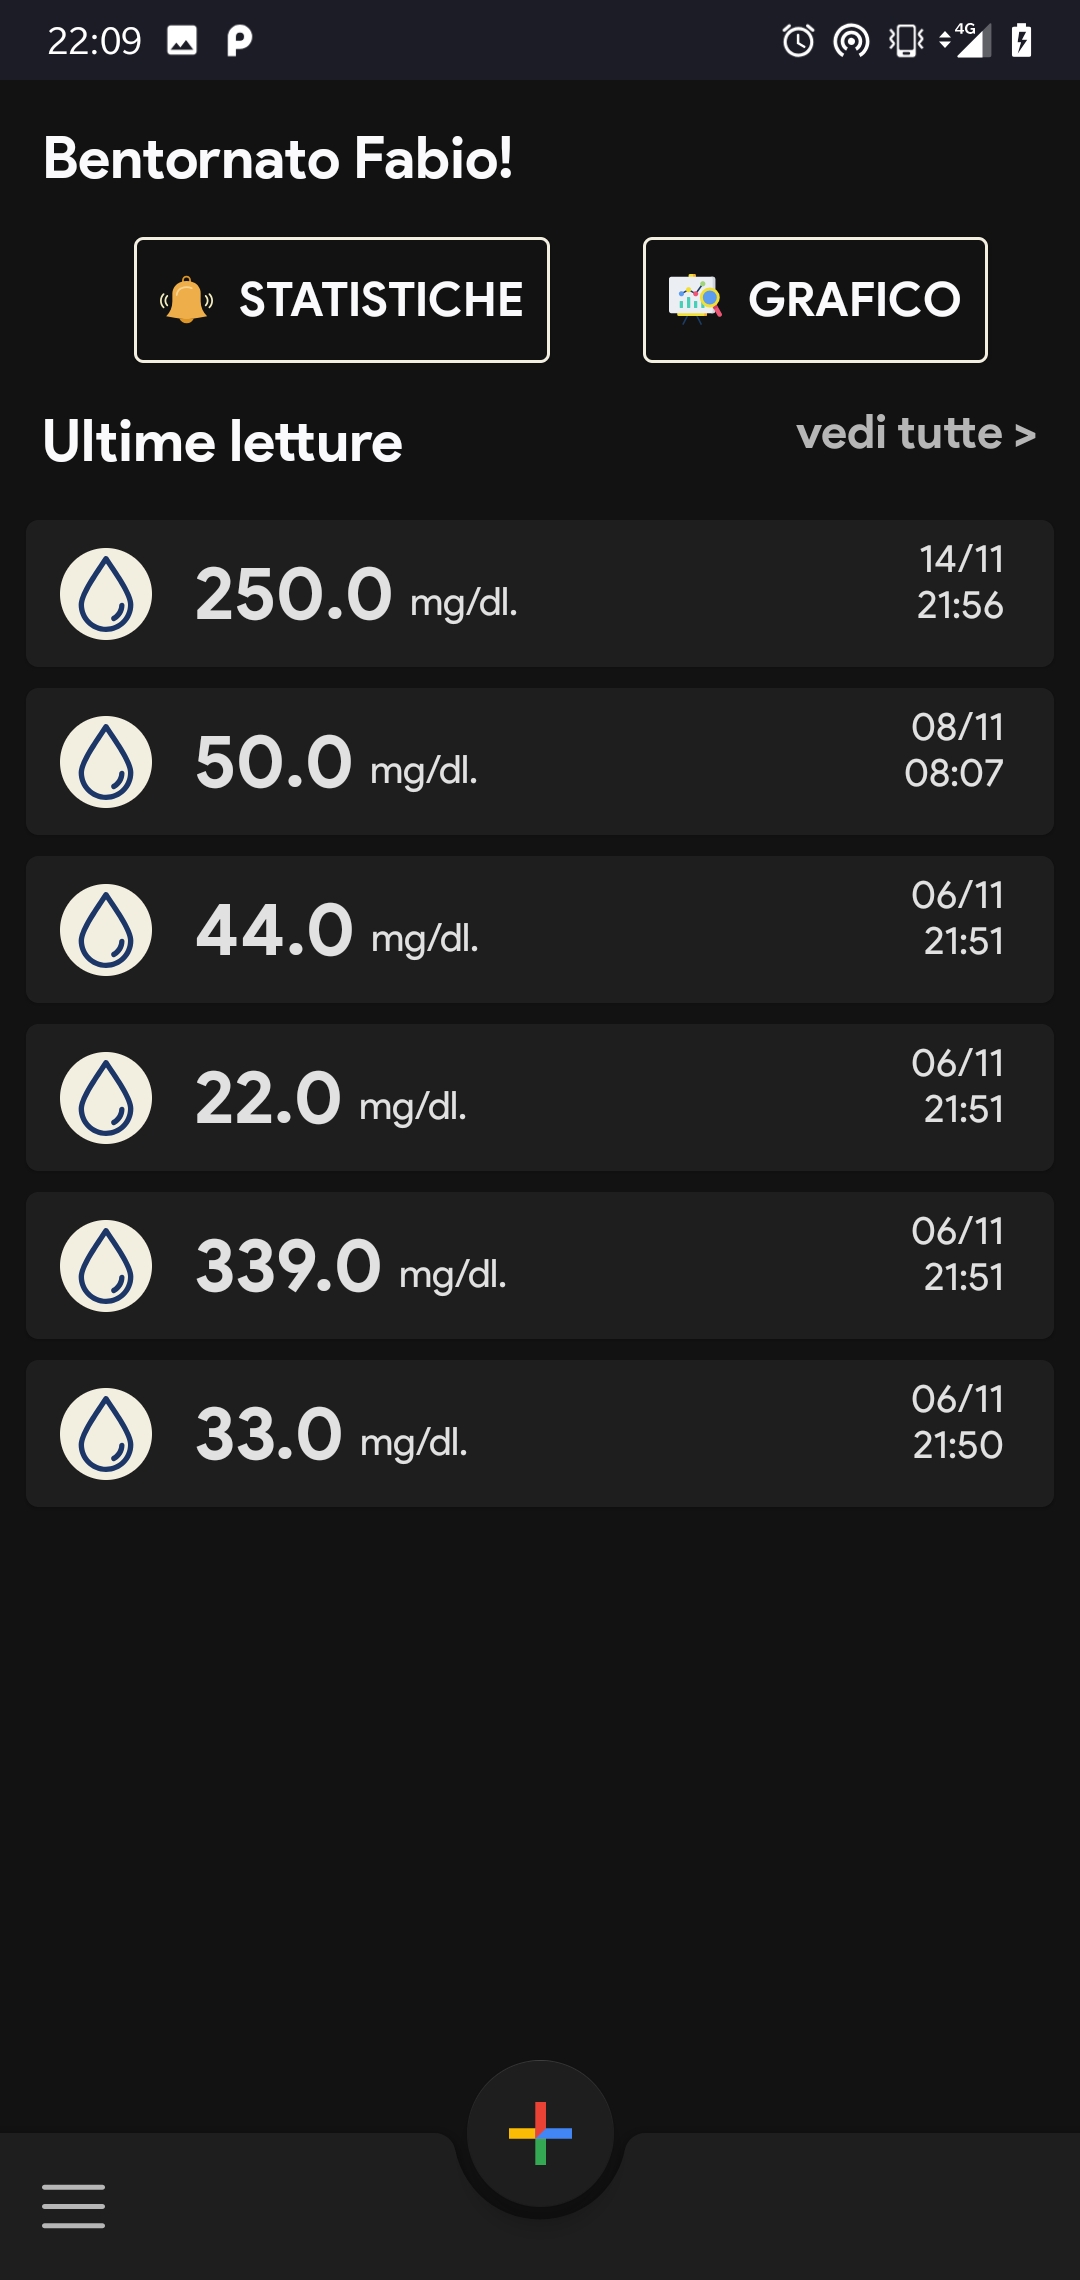 22:09
4G
Bentornato Fabio!
STATISTICHE
GRAFICO
Ultime letture
vedi tutte >
250.0 mg/dl.
14/11
21:56
50.0 mg/dl.
08/11
08:07
44.0 mg/dl.
06/11
21:51
22.0 mg/dl.
06/11
21:51
339.0 mg/dl.
06/11
21:51
33.0 mg/dl.
06/11
21:50